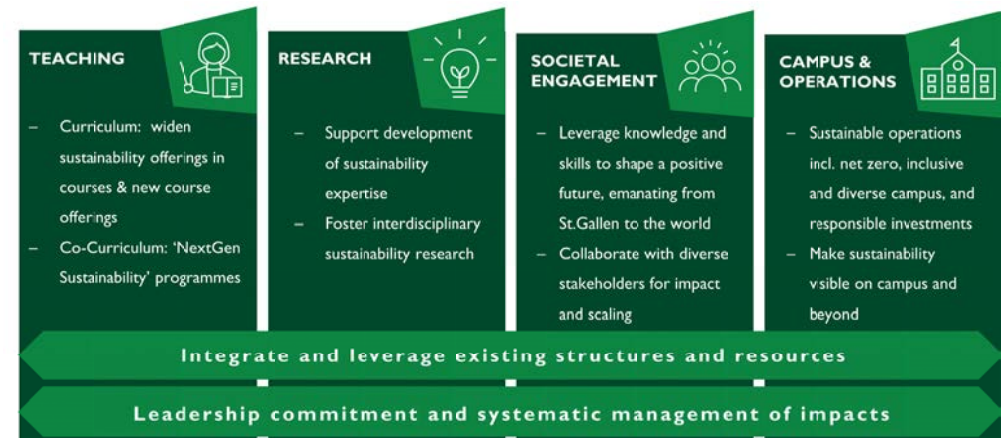 TEACHING
– Curriculum: widen
sustainability offerings in
courses & new course
offerings
– Co-Curriculum: 'NextGen
Sustainability' programmes
RESEARCH
– Support development
of sustainability
expertise
– Foster interdisciplinary
sustainability research
SOCIETAL
ENGAGEMENT
– Leverage knowledge and
skills to shape a positive
future, emanating from
St.Gallen to the world
– Collaborate with diverse
stakeholders for impact
and scaling
CAMPUS &
OPERATIONS
– Sustainable operations
incl. net zero, inclusive
and diverse campus, and
responsible investments
– Make sustainability
visible on campus and
beyond
Integrate and leverage existing structures and resources
Leadership commitment and systematic management of impacts